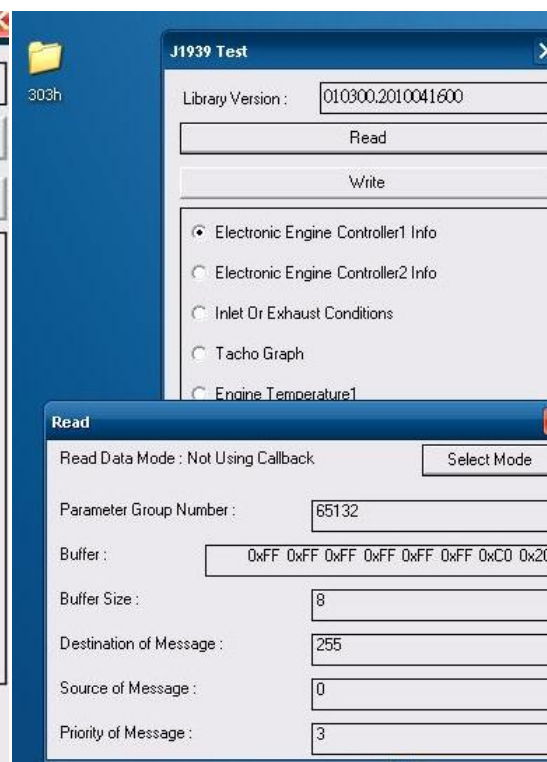 303h
J1939 Test
Library Version : 010300.2010041600
Read
Write
Electronic Engine Controller1 Info
Electronic Engine Controller2 Info
Inlet Or Exhaust Conditions
Tacho Graph
Engine Temperature1
Read
Read Data Mode : Not Using Callback Select Mode
Parameter Group Number : 65132
Buffer : 0xFF 0xFF 0xFF 0xFF 0xFF 0xFF 0xC0 0x20
Buffer Size : 8
Destination of Message : 255
Source of Message : 0
Priority of Message : 3